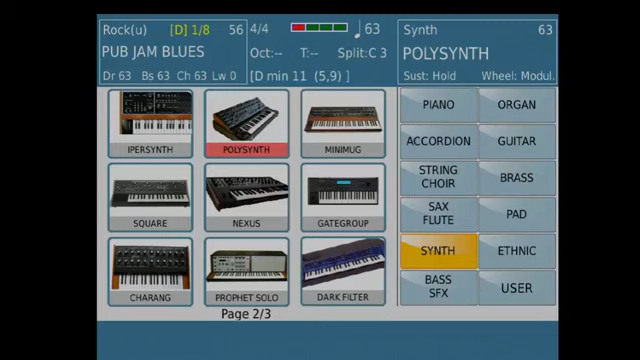 Rock(u) [D] 1/8 56
PUB JAM BLUES
Dr 63 Bs 63 Ch 63 Lw 0
4/4 63
Oct:-- T:-- Split:C 3
[D min 11 (5,9) ]
Synth 63
POLYSYNTH
Sust: Hold Wheel: Modul.
IPERSYNTH POLYSYNTH MINIMUG
SQUARE NEXUS GATEGROUP
CHARANG PROPHET SOLO DARK FILTER
Page 2/3
PIANO ORGAN
ACCORDION GUITAR
STRING
CHOIR
BRASS
SAX
FLUTE
PAD
SYNTH ETHNIC
BASS
SFX
USER